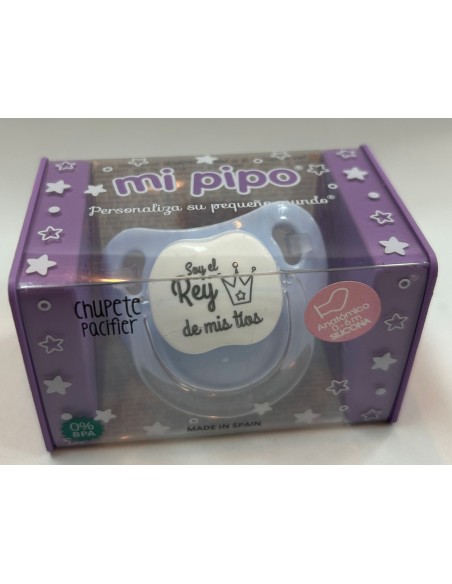 mi pipo®
Personaliza su pequeño mundo®
Soy el
Rey
de mis tíos
chupete
pacifier
Anatómico
0-6m
SILICONA
0%
BPA
MADE IN SPAIN